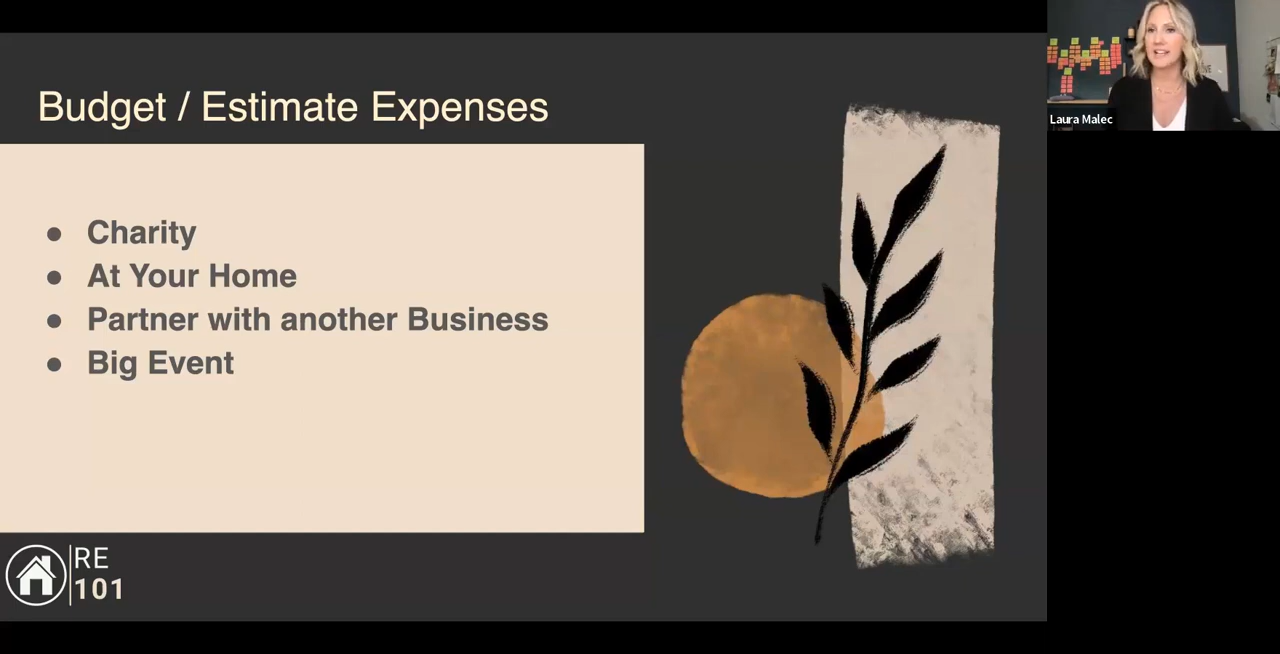 Budget / Estimate Expenses
Laura Malec
● Charity
● At Your Home
● Partner with another Business
● Big Event
RE
101